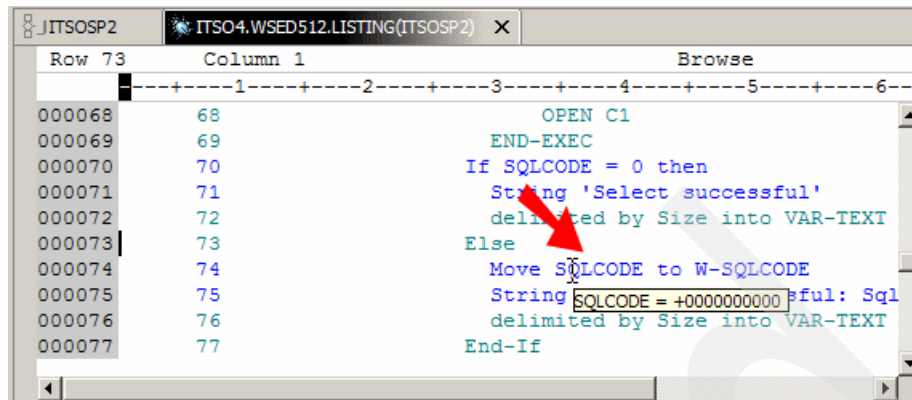 ITSOSP2 ITSO4.WSED512.LISTING(ITSOSP2) X
Row 73 Column 1 Browse
----+----1----+----2----+----3----+----4----+----5----+----6--
000068 68 OPEN C1
000069 69 END-EXEC
000070 70 If SQLCODE = 0 then
000071 71 String 'Select successful'
000072 72 delimited by Size into VAR-TEXT
000073 73 Else
000074 74 Move SQLCODE to W-SQLCODE
000075 75 String SQLCODE = +0000000000 sful: Sql
000076 76 delimited by Size into VAR-TEXT
000077 77 End-If